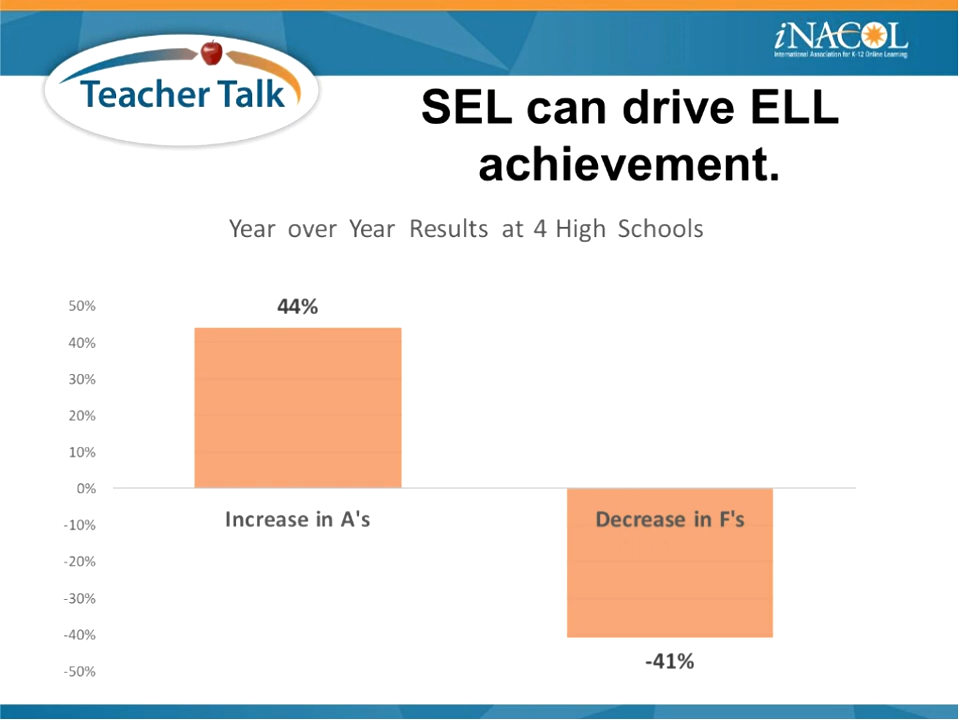 iNACOL
International Association for K-12 Online Learning
Teacher Talk
SEL can drive ELL
achievement.
Year over Year Results at 4 High Schools
50%
44%
40%
30%
20%
10%
0%
Increase in A's
Decrease in F's
-10%
-20%
-30%
-40%
-41%
-50%